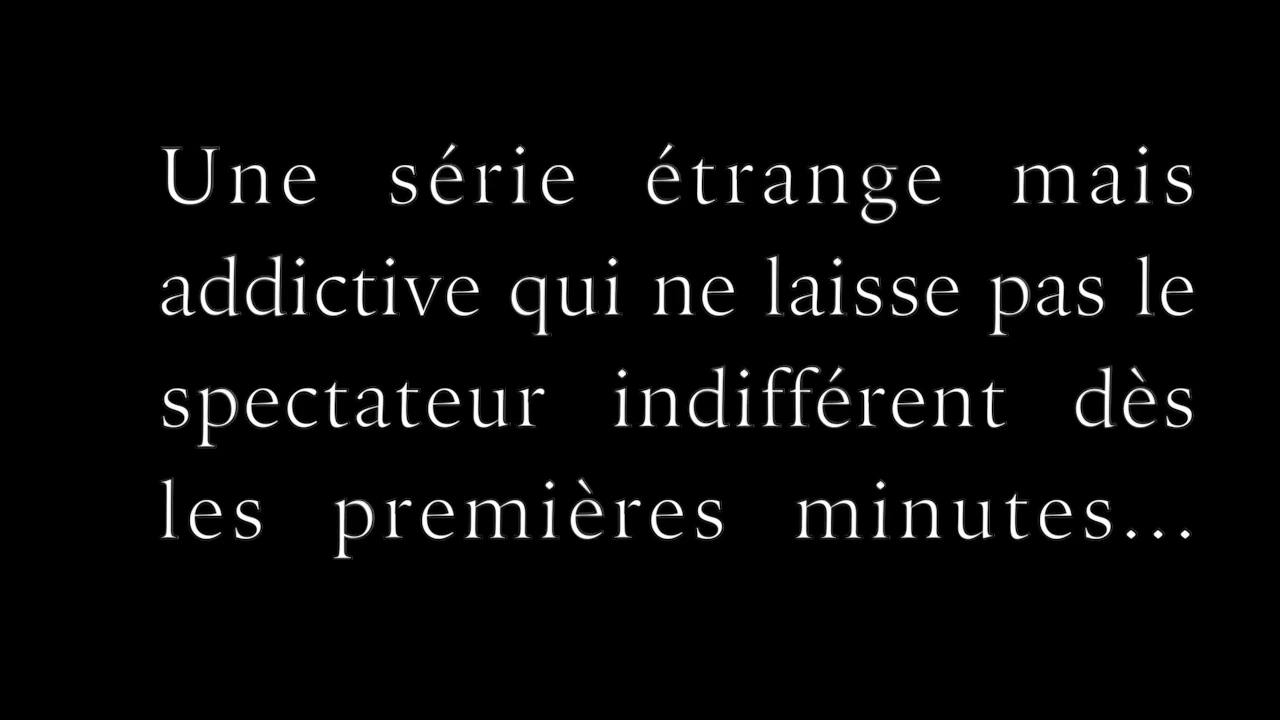 Une série étrange mais
addictive qui ne laisse pas le
spectateur indifférent dès
les premières minutes...